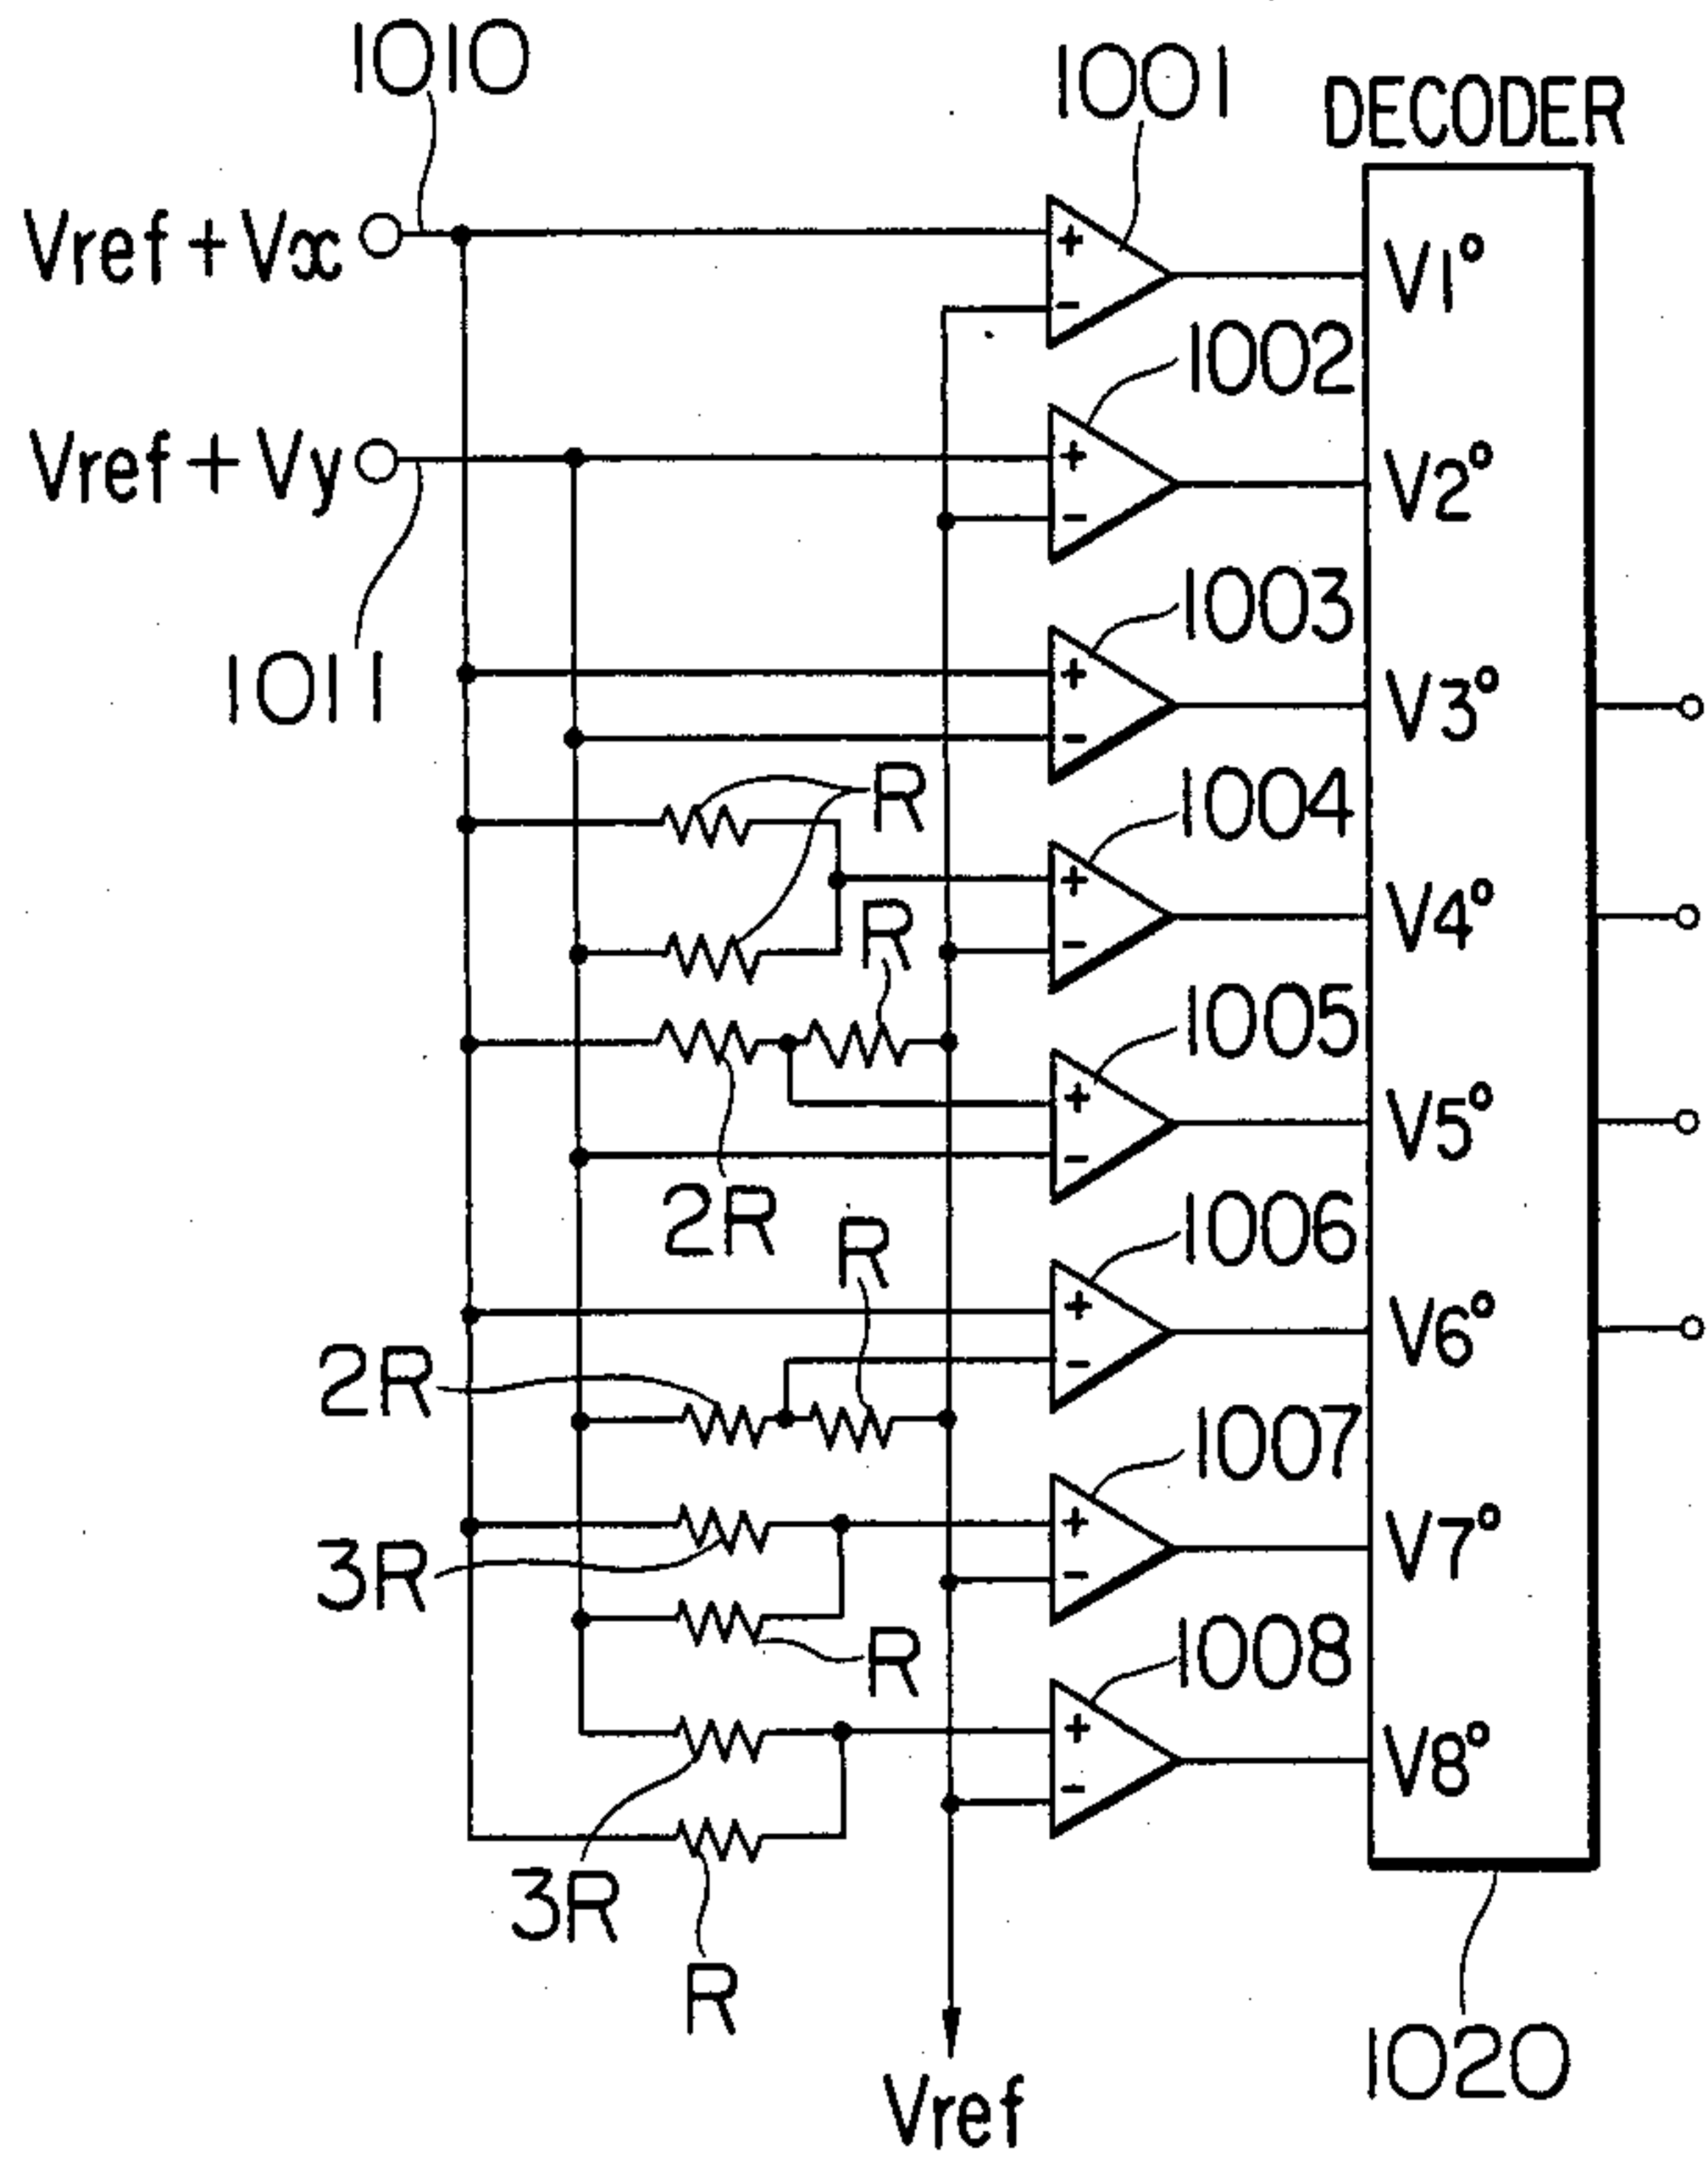 1010
1001
DECODER
Vref + Vx
+
-
V1°
1002
Vref + Vy
+
-
V2°
1003
1011
+
-
V3°
R
1004
+
-
V4°
R
1005
+
-
V5°
2R
R
1006
+
-
V6°
2R
1007
3R
+
-
V7°
R
1008
+
-
V8°
3R
R
1020
Vref